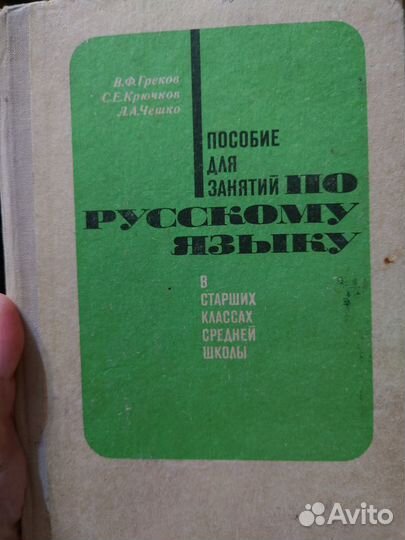 В.Ф.Греков
С.Е.Крючков
Л.А.Чешко
ПОСОБИЕ
ДЛЯ
ЗАНЯТИЙ ПО
РУССКОМУ
ЯЗЫКУ
В
СТАРШИХ
КЛАССАХ
СРЕДНЕЙ
ШКОЛЫ
Avito